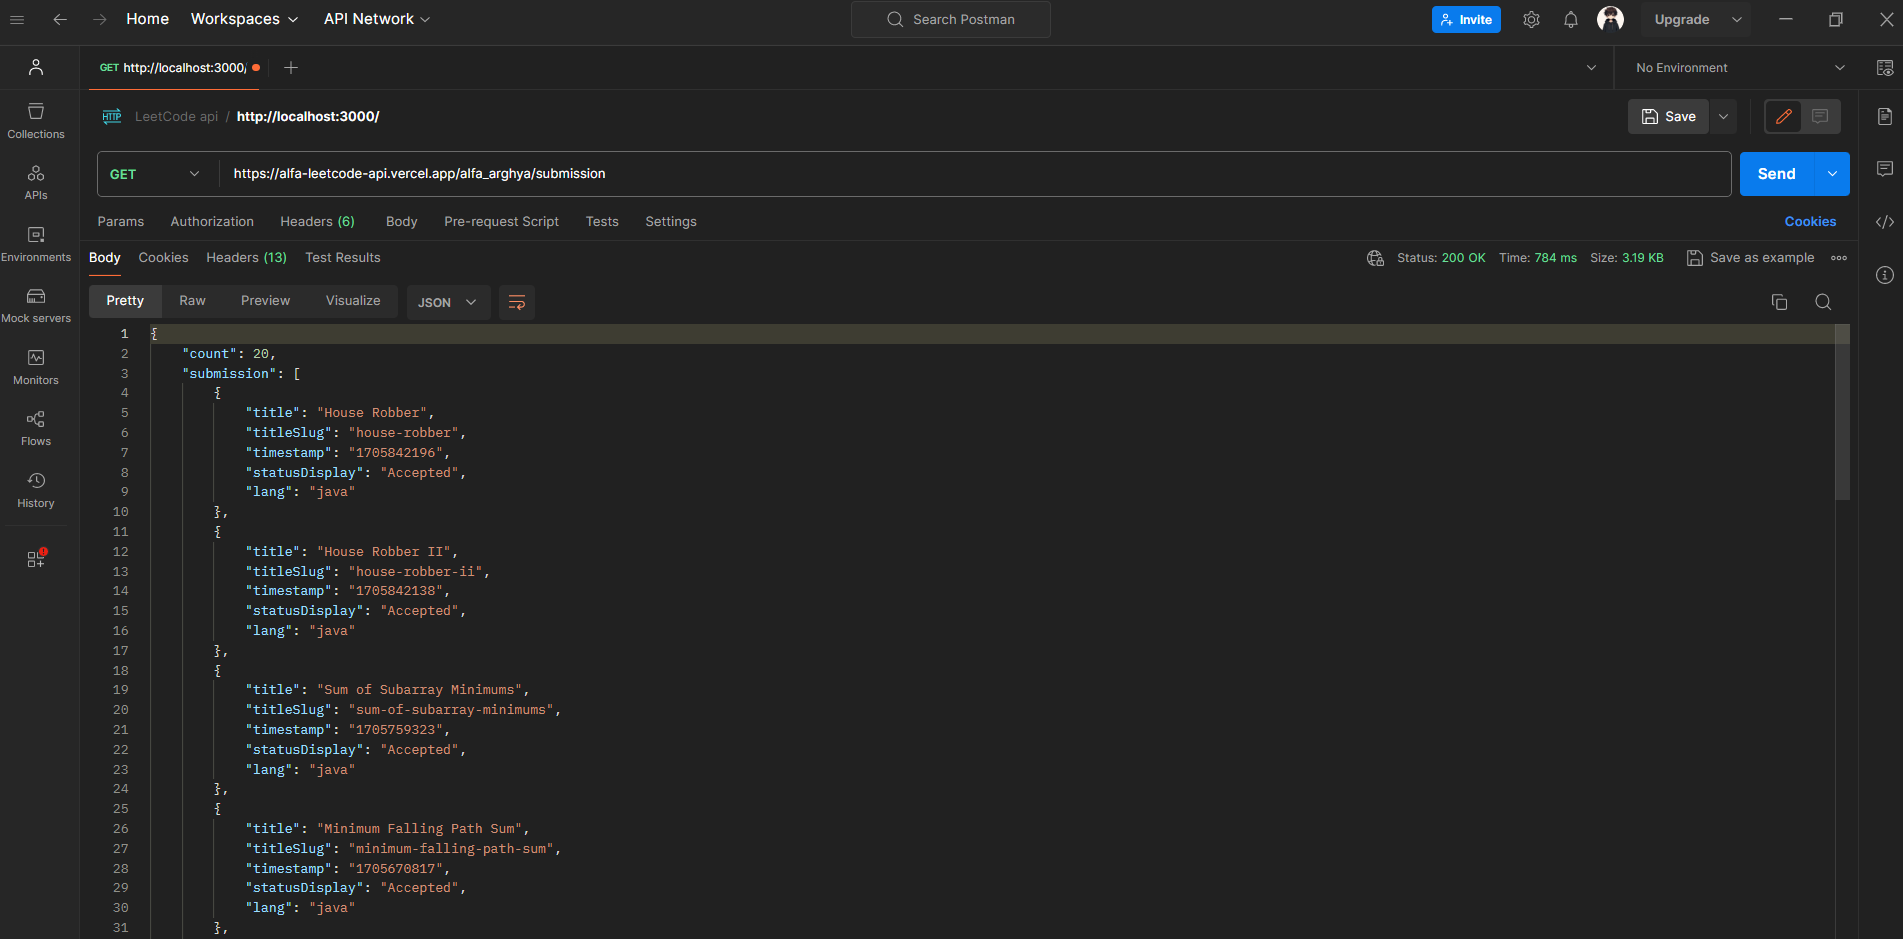 Home Workspaces API Network Search Postman Invite Upgrade
GET http://localhost:3000/ No Environment
HTTP LeetCode api / http://localhost:3000/ Save
Collections
GET https://alfa-leetcode-api.vercel.app/alfa_arghya/submission Send
APIs
Params Authorization Headers (6) Body Pre-request Script Tests Settings Cookies
Environments
Body Cookies Headers (13) Test Results Status: 200 OK Time: 784 ms Size: 3.19 KB Save as example
Pretty Raw Preview Visualize JSON
Mock servers
Monitors
Flows
History
1 {
2 "count": 20,
3 "submission": [
4 {
5 "title": "House Robber",
6 "titleSlug": "house-robber",
7 "timestamp": "1705842196",
8 "statusDisplay": "Accepted",
9 "lang": "java"
10 },
11 {
12 "title": "House Robber II",
13 "titleSlug": "house-robber-ii",
14 "timestamp": "1705842138",
15 "statusDisplay": "Accepted",
16 "lang": "java"
17 },
18 {
19 "title": "Sum of Subarray Minimums",
20 "titleSlug": "sum-of-subarray-minimums",
21 "timestamp": "1705759323",
22 "statusDisplay": "Accepted",
23 "lang": "java"
24 },
25 {
26 "title": "Minimum Falling Path Sum",
27 "titleSlug": "minimum-falling-path-sum",
28 "timestamp": "1705670817",
29 "statusDisplay": "Accepted",
30 "lang": "java"
31 },